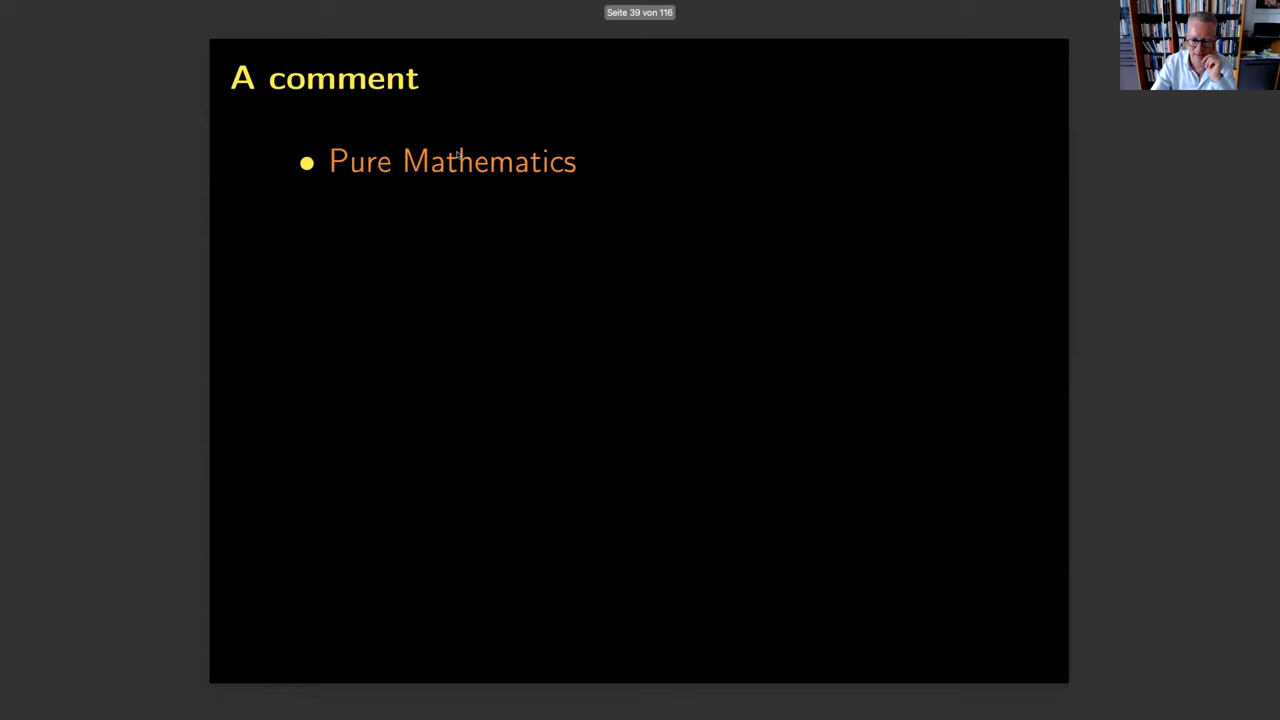 Seite 39 von 116
A comment
• Pure Mathematics